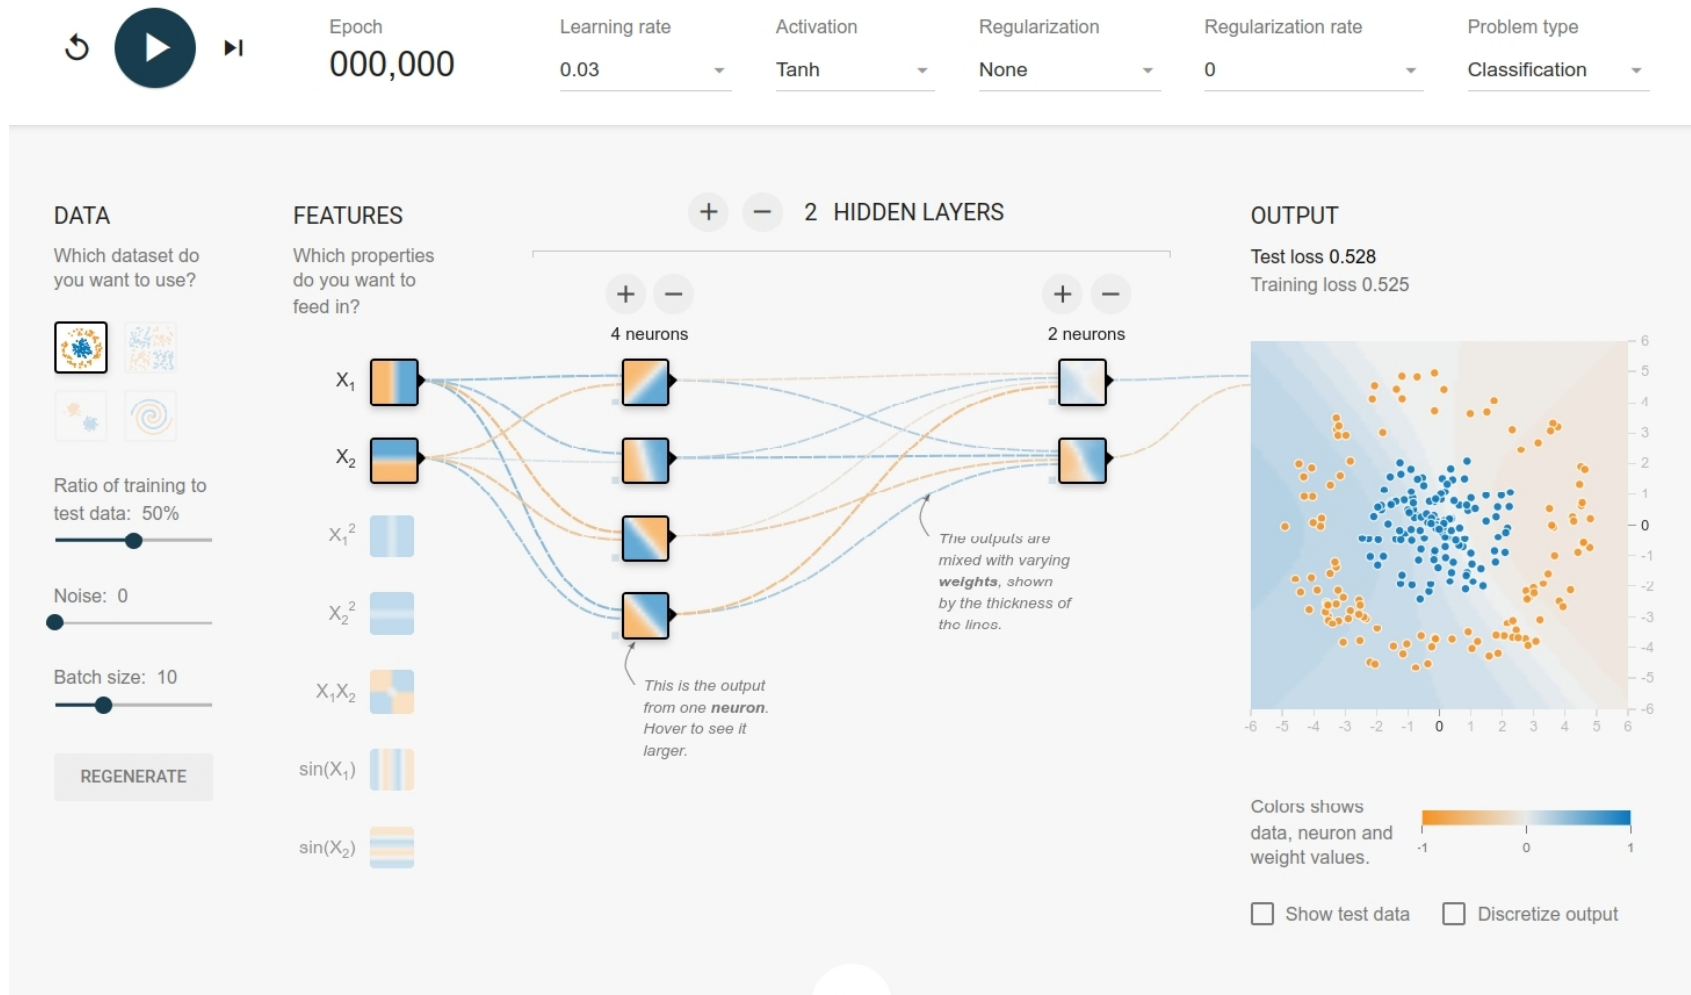 Epoch
000,000
Learning rate
0.03
Activation
Tanh
Regularization
None
Regularization rate
0
Problem type
Classification
DATA
Which dataset do
you want to use?
Ratio of training to
test data: 50%
Noise: 0
Batch size: 10
REGENERATE
FEATURES
Which properties
do you want to
feed in?
X1
X2
X1²
X2²
X1X2
sin(X1)
sin(X2)
+ − 2 HIDDEN LAYERS
+ −
4 neurons
+ −
2 neurons
This is the output
from one neuron.
Hover to see it
larger.
The outputs are
mixed with varying
weights, shown
by the thickness of
the lines.
OUTPUT
Test loss 0.528
Training loss 0.525
6
5
4
3
2
1
0
-1
-2
-3
-4
-5
-6
-6 -5 -4 -3 -2 -1 0 1 2 3 4 5 6
Colors shows
data, neuron and
weight values.
-1 0 1
Show test data
Discretize output